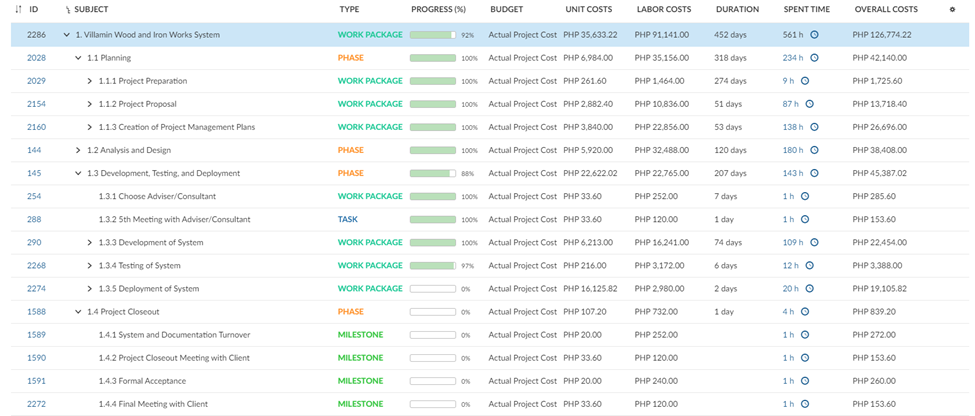 ID SUBJECT TYPE PROGRESS (%) BUDGET UNIT COSTS LABOR COSTS DURATION SPENT TIME OVERALL COSTS
2286 1. Villamin Wood and Iron Works System WORK PACKAGE 92% Actual Project Cost PHP 35,633.22 PHP 91,141.00 452 days 561 h PHP 126,774.22
2028 1.1 Planning PHASE 100% Actual Project Cost PHP 6,984.00 PHP 35,156.00 318 days 234 h PHP 42,140.00
2029 1.1.1 Project Preparation WORK PACKAGE 100% Actual Project Cost PHP 261.60 PHP 1,464.00 274 days 9 h PHP 1,725.60
2154 1.1.2 Project Proposal WORK PACKAGE 100% Actual Project Cost PHP 2,882.40 PHP 10,836.00 51 days 87 h PHP 13,718.40
2160 1.1.3 Creation of Project Management Plans WORK PACKAGE 100% Actual Project Cost PHP 3,840.00 PHP 22,856.00 53 days 138 h PHP 26,696.00
144 1.2 Analysis and Design PHASE 100% Actual Project Cost PHP 5,920.00 PHP 32,488.00 120 days 180 h PHP 38,408.00
145 1.3 Development, Testing, and Deployment PHASE 88% Actual Project Cost PHP 22,622.02 PHP 22,765.00 207 days 143 h PHP 45,387.02
254 1.3.1 Choose Adviser/Consultant WORK PACKAGE 100% Actual Project Cost PHP 33.60 PHP 252.00 7 days 1 h PHP 285.60
288 1.3.2 5th Meeting with Adviser/Consultant TASK 100% Actual Project Cost PHP 33.60 PHP 120.00 1 day 1 h PHP 153.60
290 1.3.3 Development of System WORK PACKAGE 100% Actual Project Cost PHP 6,213.00 PHP 16,241.00 74 days 109 h PHP 22,454.00
2268 1.3.4 Testing of System WORK PACKAGE 97% Actual Project Cost PHP 216.00 PHP 3,172.00 6 days 12 h PHP 3,388.00
2274 1.3.5 Deployment of System WORK PACKAGE 0% Actual Project Cost PHP 16,125.82 PHP 2,980.00 2 days 20 h PHP 19,105.82
1588 1.4 Project Closeout PHASE 0% Actual Project Cost PHP 107.20 PHP 732.00 1 day 4 h PHP 839.20
1589 1.4.1 System and Documentation Turnover MILESTONE 0% Actual Project Cost PHP 20.00 PHP 252.00 1 h PHP 272.00
1590 1.4.2 Project Closeout Meeting with Client MILESTONE 0% Actual Project Cost PHP 33.60 PHP 120.00 1 h PHP 153.60
1591 1.4.3 Formal Acceptance MILESTONE 0% Actual Project Cost PHP 20.00 PHP 240.00 1 h PHP 260.00
2272 1.4.4 Final Meeting with Client MILESTONE 0% Actual Project Cost PHP 33.60 PHP 120.00 1 h PHP 153.60